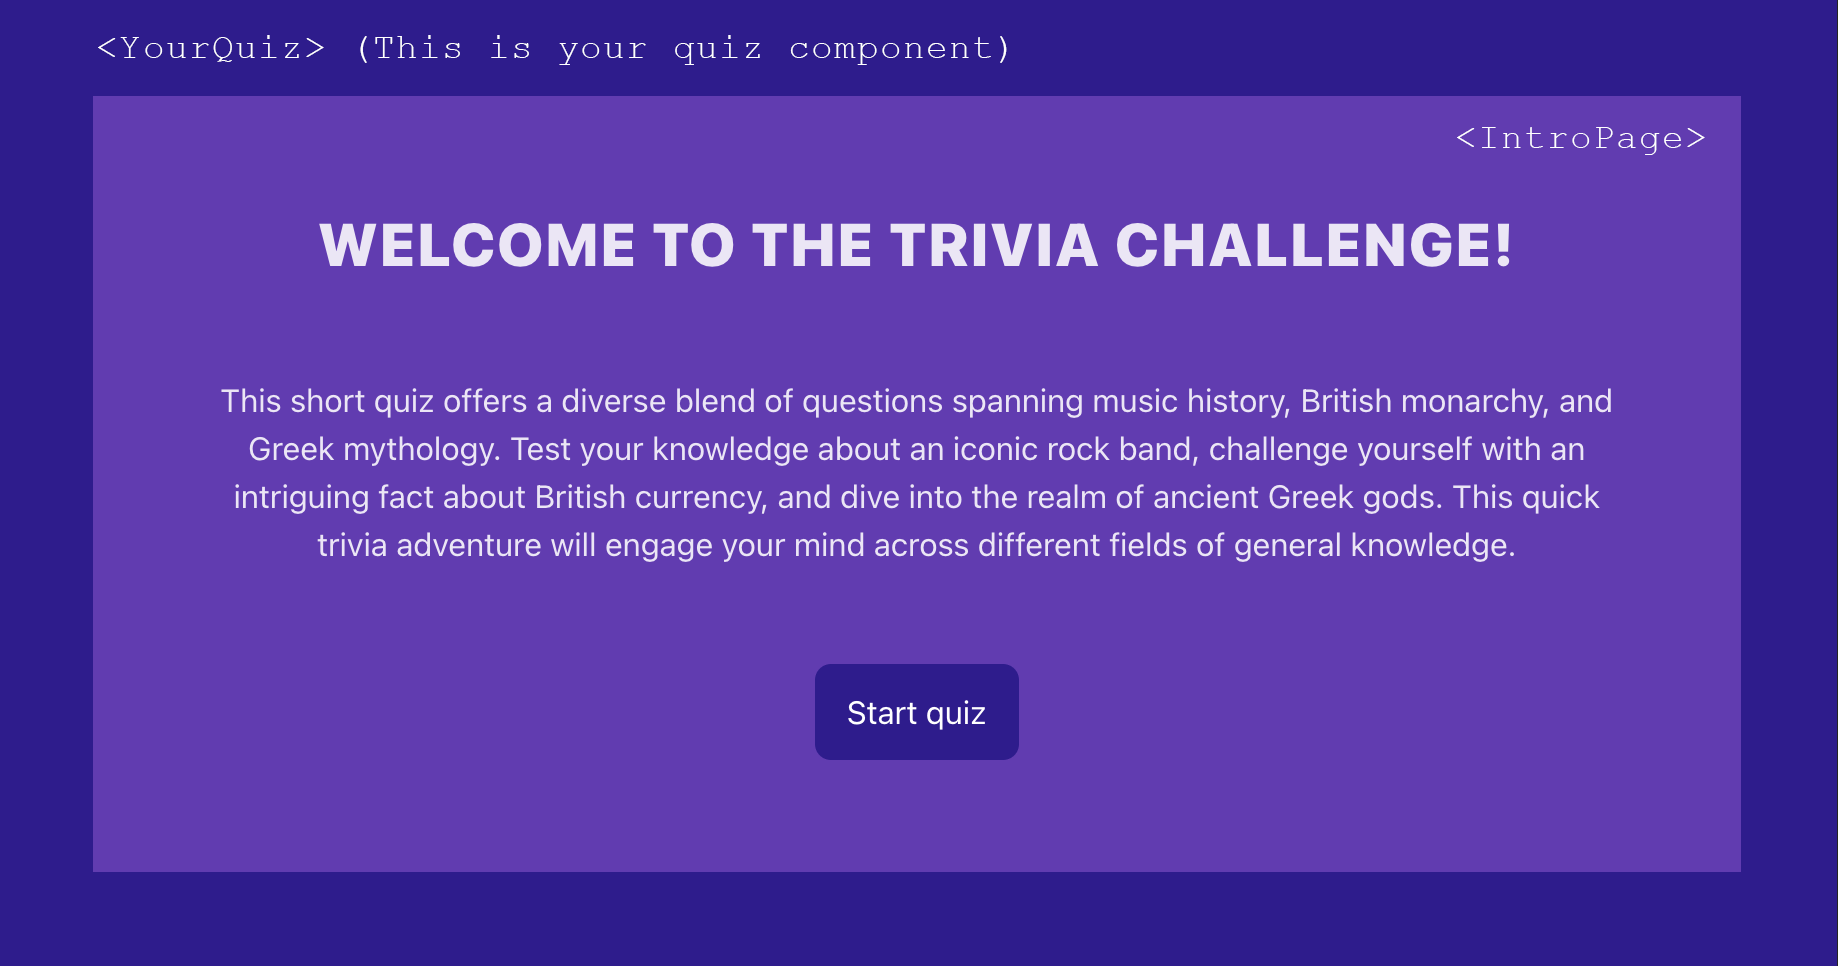 <YourQuiz> (This is your quiz component)
<IntroPage>
WELCOME TO THE TRIVIA CHALLENGE!
This short quiz offers a diverse blend of questions spanning music history, British monarchy, and
Greek mythology. Test your knowledge about an iconic rock band, challenge yourself with an
intriguing fact about British currency, and dive into the realm of ancient Greek gods. This quick
trivia adventure will engage your mind across different fields of general knowledge.
Start quiz